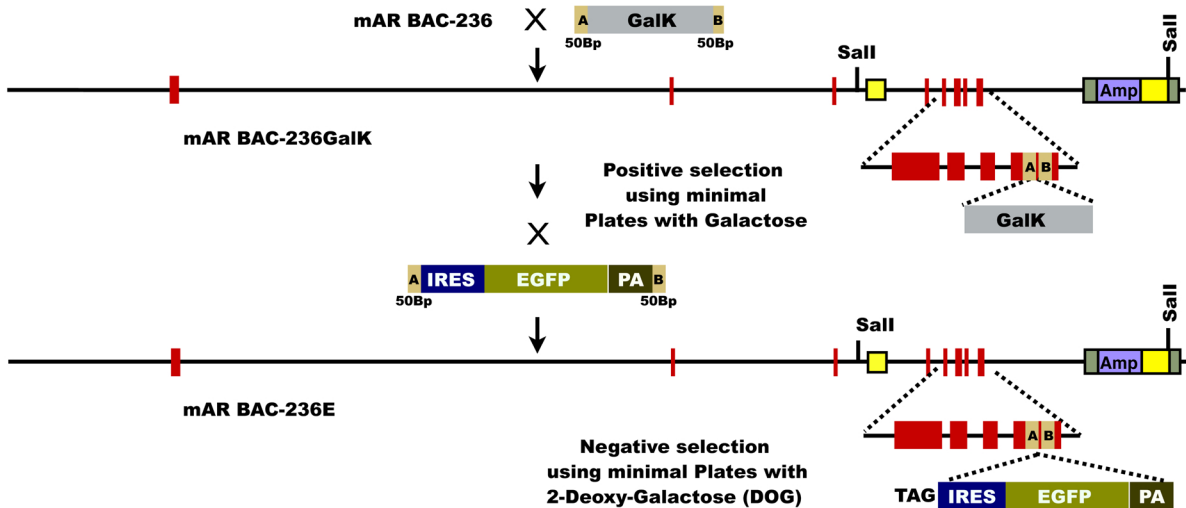 mAR BAC-236 X A GalK B
50Bp 50Bp
SalI SalI
Amp
mAR BAC-236GalK
A B
Positive selection
using minimal
Plates with Galactose
GalK
X
A IRES EGFP PA B
50Bp 50Bp
SalI SalI
Amp
mAR BAC-236E
A B
Negative selection
using minimal Plates with
2-Deoxy-Galactose (DOG)
TAG IRES EGFP PA